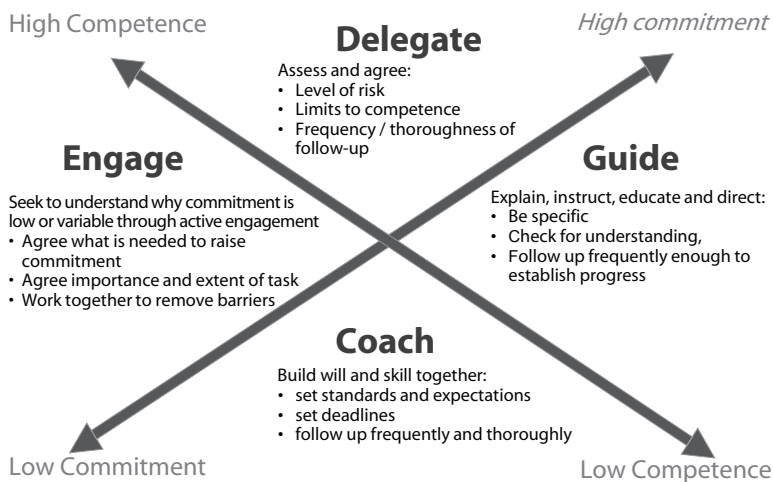 High Competence
High commitment
Delegate
Assess and agree:
• Level of risk
• Limits to competence
• Frequency / thoroughness of
follow-up
Engage
Seek to understand why commitment is
low or variable through active engagement
• Agree what is needed to raise
commitment
• Agree importance and extent of task
• Work together to remove barriers
Guide
Explain, instruct, educate and direct:
• Be specific
• Check for understanding,
• Follow up frequently enough to
establish progress
Coach
Build will and skill together:
• set standards and expectations
• set deadlines
• follow up frequently and thoroughly
Low Commitment
Low Competence